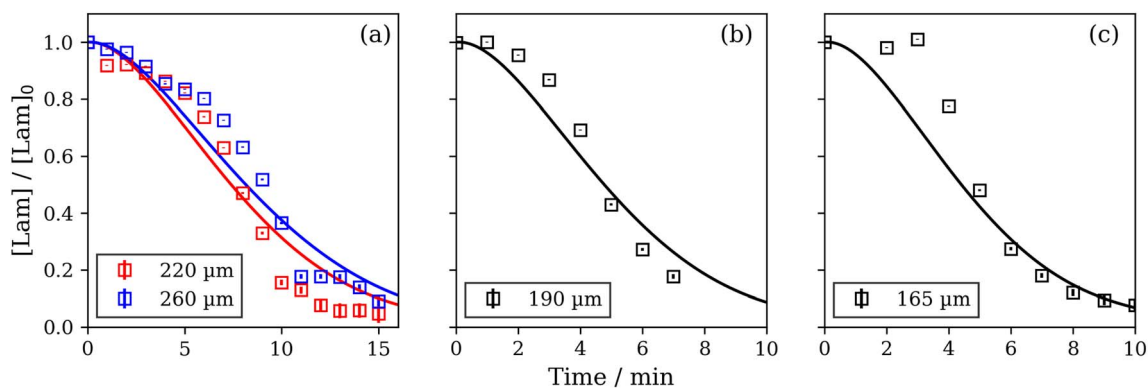 (a)
(b)
(c)
[Lam] / [Lam]0
1.0
0.8
0.6
0.4
0.2
0.0
220 µm
260 µm
190 µm
165 µm
0 5 10 15
0 2 4 6 8 10
0 2 4 6 8 10
Time / min